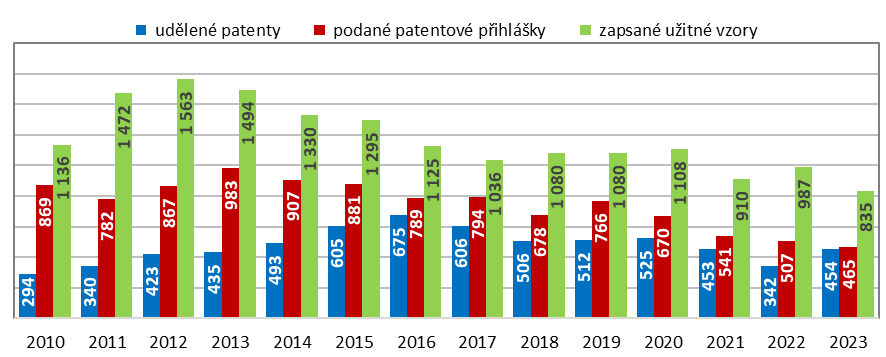 udělené patenty podané patentové přihlášky zapsané užitné vzory
294 869 1 136 340 782 1 472 423 867 1 563 435 983 1 494 493 907 1 330 605 881 1 295 675 789 1 125 606 794 1 036 506 678 1 080 512 766 1 080 525 670 1 108 453 541 910 342 507 987 454 465 835
2010 2011 2012 2013 2014 2015 2016 2017 2018 2019 2020 2021 2022 2023